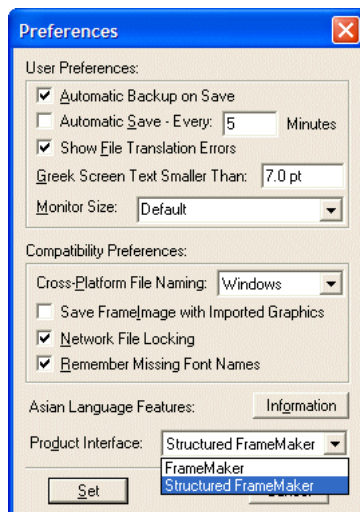 Preferences
User Preferences:
Automatic Backup on Save
Automatic Save - Every: 5 Minutes
Show File Translation Errors
Greek Screen Text Smaller Than: 7.0 pt
Monitor Size: Default
Compatibility Preferences:
Cross-Platform File Naming: Windows
Save FrameImage with Imported Graphics
Network File Locking
Remember Missing Font Names
Asian Language Features: Information
Product Interface: Structured FrameMaker
FrameMaker
Structured FrameMaker
Set